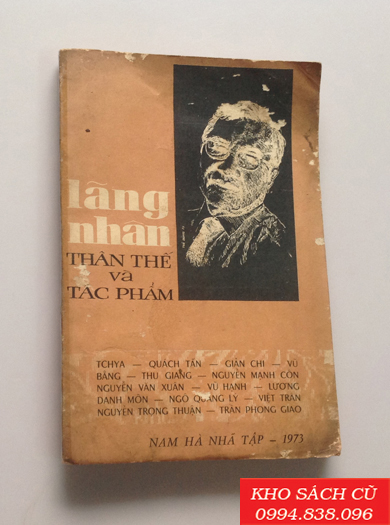 lãng
nhân
THÂN THẾ
và
TÁC PHẨM
TCHYA — QUÁCH TẤN — GIẢN CHI — VŨ
BẰNG — THU GIANG — NGUYỄN MẠNH CÔN
NGUYỄN VĂN XUÂN — VŨ HẠNH — LƯƠNG
DANH MÔN — NGÔ QUANG LÝ — VIỆT TRẦN
NGUYỄN TRỌNG THUẬN — TRẦN PHONG GIAO
NAM HÀ NHÃ TẬP – 1973
KHO SÁCH CŨ
0994.838.096